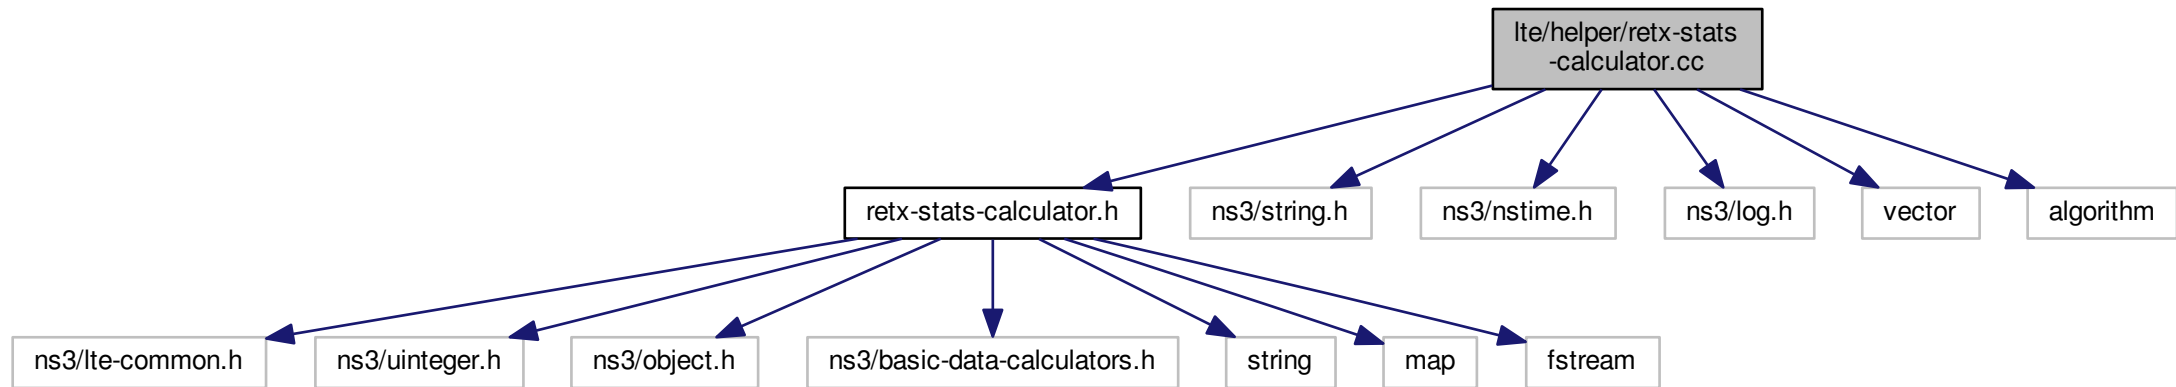 lte/helper/retx-stats
-calculator.cc
retx-stats-calculator.h
ns3/string.h
ns3/nstime.h
ns3/log.h
vector
algorithm
ns3/lte-common.h
ns3/uinteger.h
ns3/object.h
ns3/basic-data-calculators.h
string
map
fstream